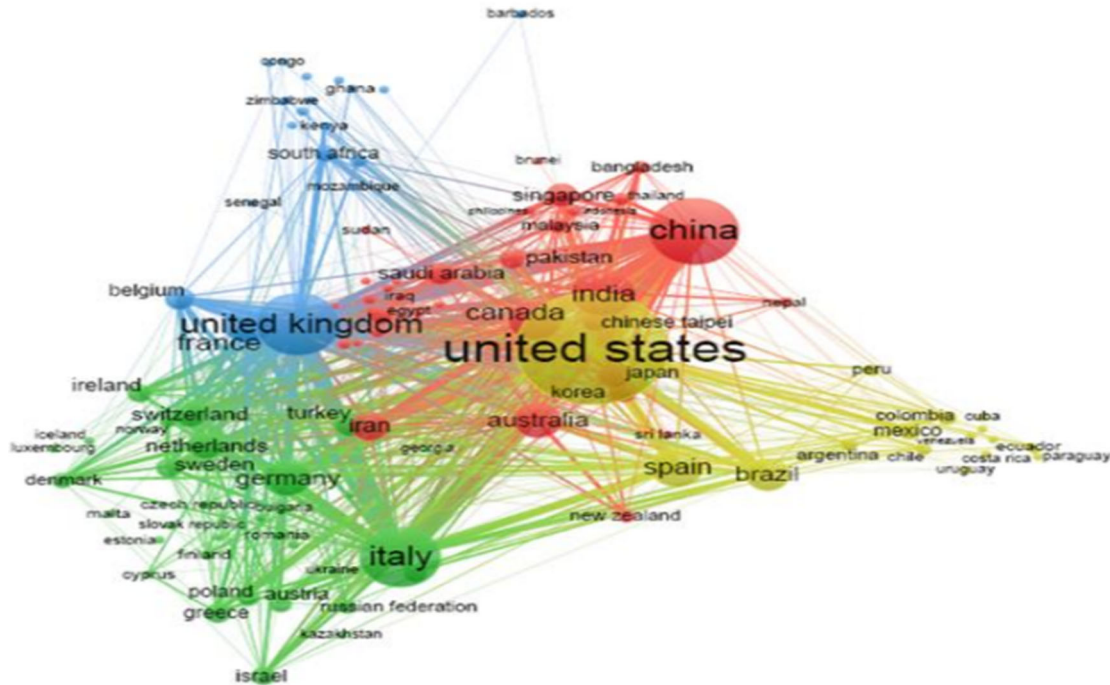 barbados
congo
ghana
zimbabwe
kenya
south africa
brunei
bangladesh
mozambique
singapore
thailand
senegal
philippines
indonesia
malaysia
sudan
china
pakistan
saudi arabia
belgium
iraq
india
nepal
egypt
canada
united kingdom
chinese taipei
france
united states
japan
peru
ireland
korea
switzerland
turkey
iran
australia
colombia
cuba
norway
mexico
iceland
luxembourg
netherlands
georgia
sri lanka
venezuela
ecuador
argentina
chile
costa rica
paraguay
sweden
spain
uruguay
denmark
germany
brazil
czech republic
bulgaria
malta
new zealand
slovak republic
estonia
romania
finland
italy
cyprus
ukraine
poland
austria
russian federation
greece
kazakhstan
israel